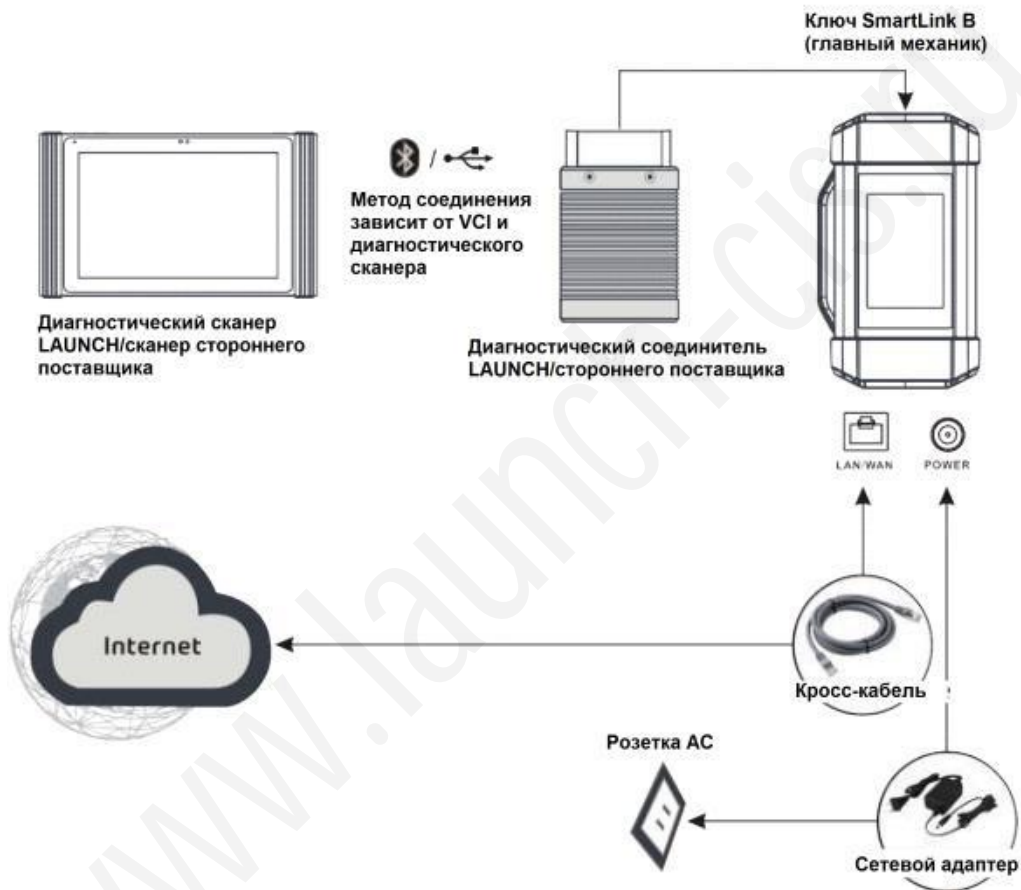 Ключ SmartLink B
(главный механик)
/
Метод соединения
зависит от VCI и
диагностического
сканера
Диагностический сканер
LAUNCH/сканер стороннего
поставщика
Диагностический соединитель
LAUNCH/стороннего поставщика
LAN/WAN
POWER
Internet
Кросс-кабель
Розетка AC
Сетевой адаптер
www.launch-cis.ru